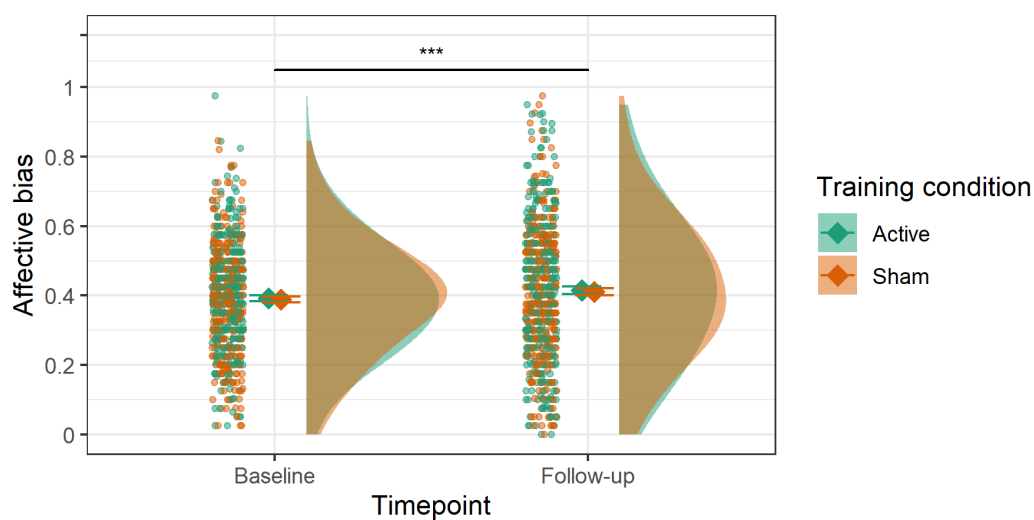 ***
1
0.8
0.6
0.4
0.2
0
Affective bias
Baseline
Follow-up
Timepoint
Training condition
Active
Sham